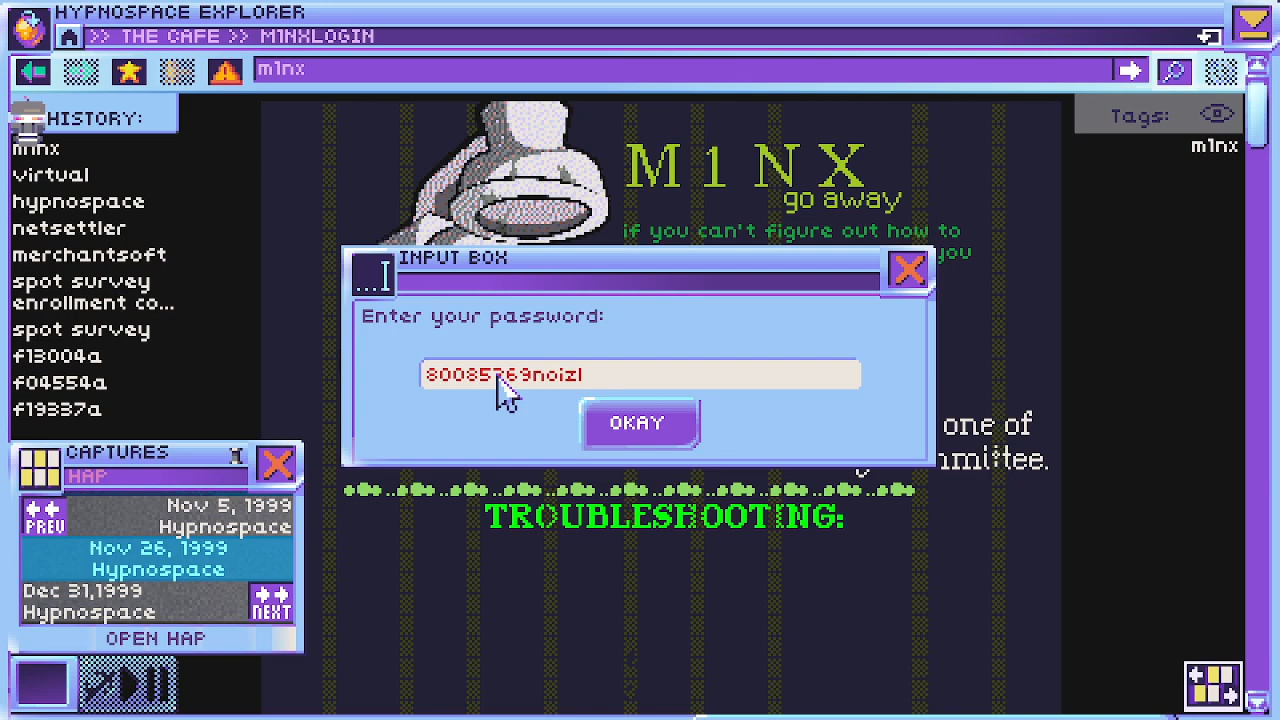 HYPNOSPACE EXPLORER
>> THE CAFE >> M1NXLOGIN
m1nx
HISTORY:
m1nx
virtual
hypnospace
netsettler
merchantsoft
spot survey
enrollment co...
spot survey
f13004a
f04554a
f19337a
Tags:
m1nx
M1NX
go away
if you can't figure out how to
you
INPUT BOX
Enter your password:
OKAY
one of
TROUBLESHOOTING:
CAPTURES
HAP
PREV
Nov 5, 1999
Hypnospace
Nov 26, 1999
Hypnospace
Dec 31,1999
Hypnospace
NEXT
OPEN HAP